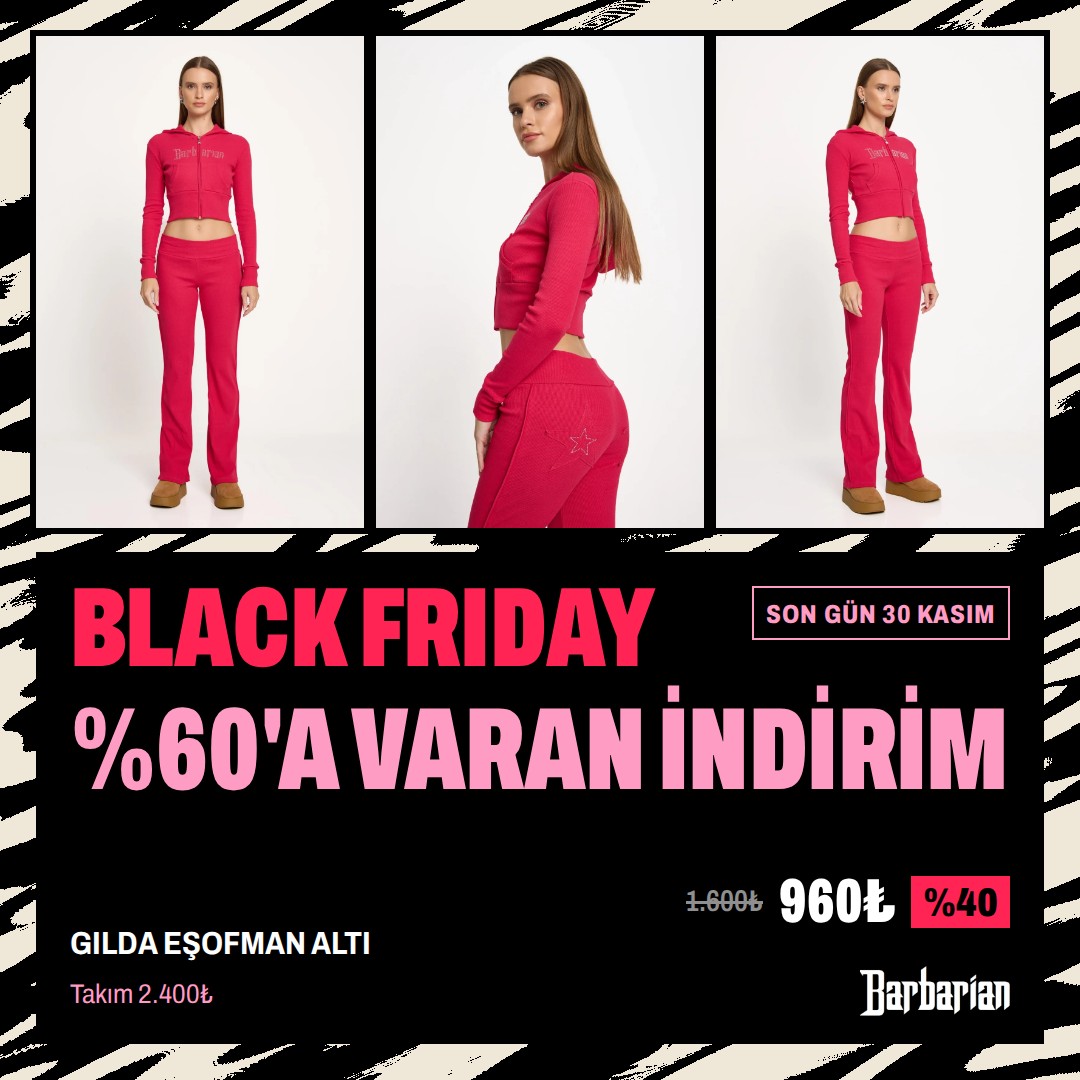 Barbarian
Barbarian
BLACK FRIDAY
SON GÜN 30 KASIM
%60'A VARAN İNDİRİM
1.600₺ 960₺ %40
GILDA EŞOFMAN ALTI
Takım 2.400₺
Barbarian